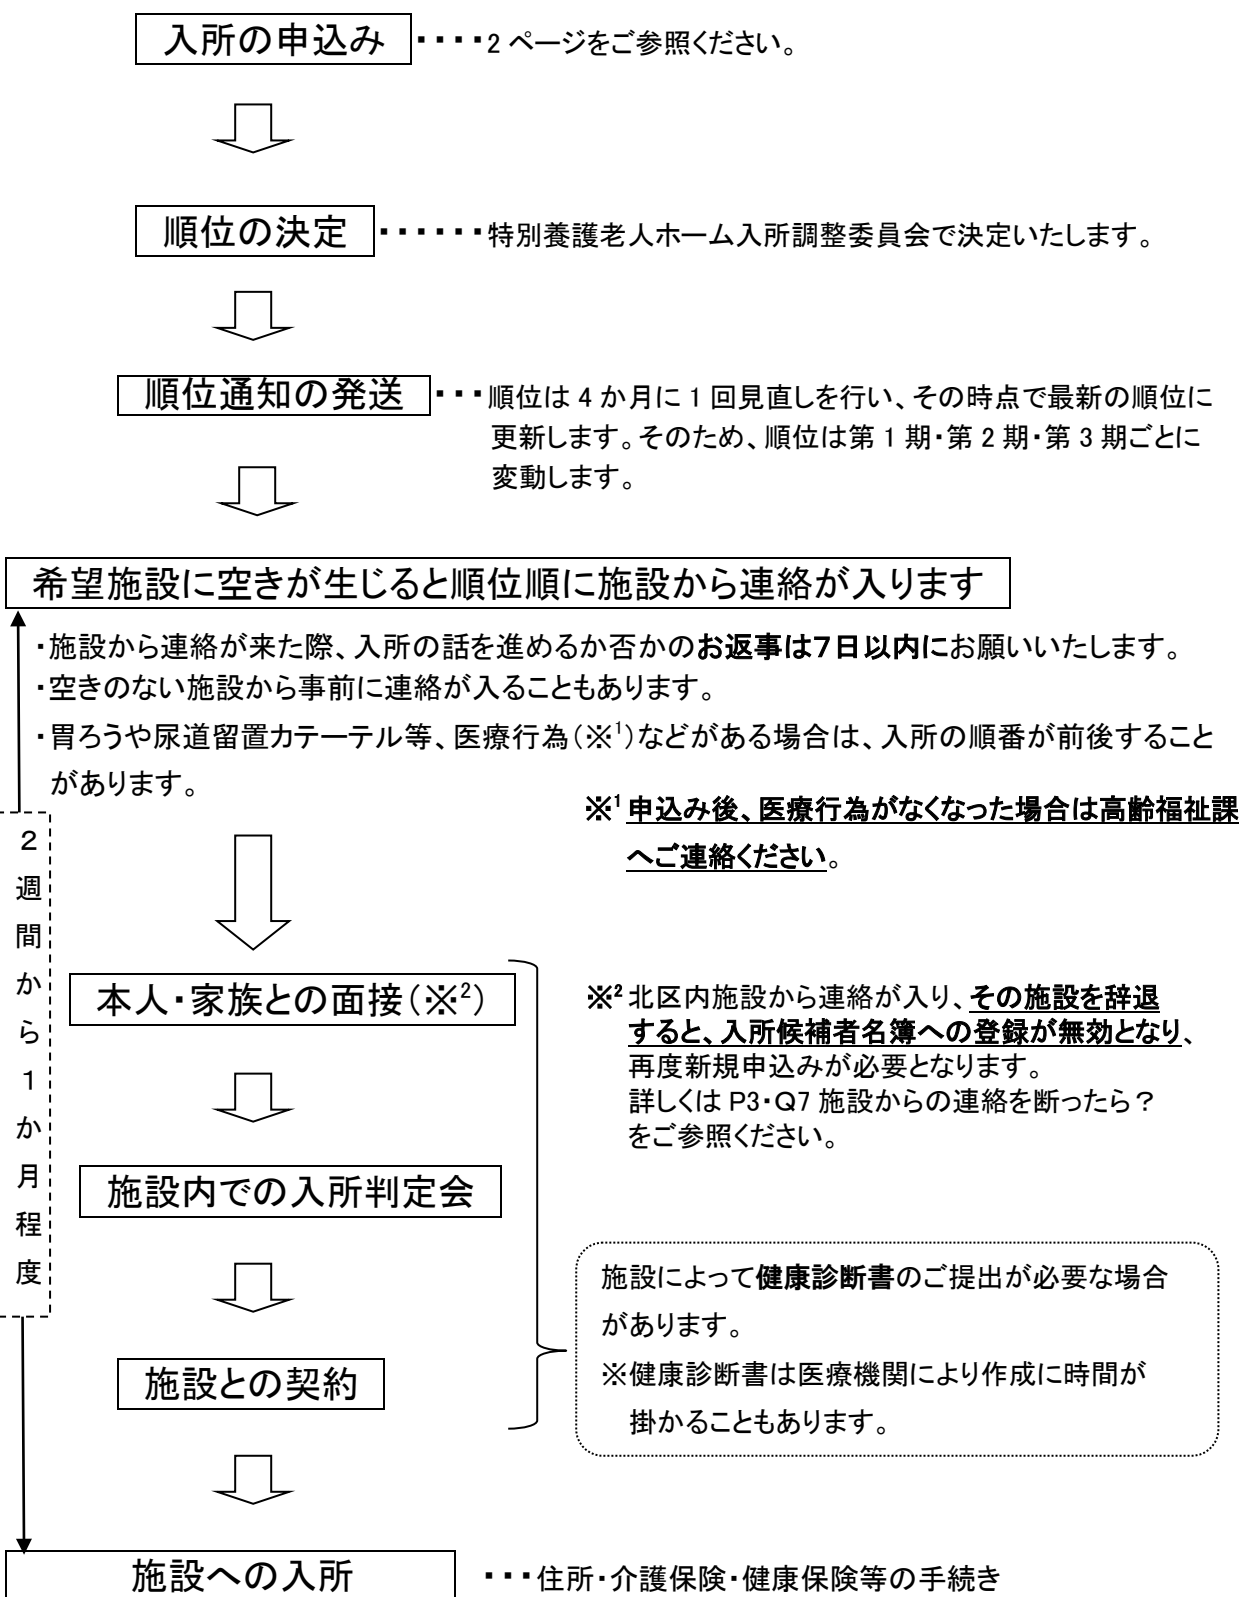 入所の申込み ････2 ページをご参照ください。
順位の決定 ･･････特別養護老人ホーム入所調整委員会で決定いたします。
順位通知の発送 ･･･順位は 4 か月に 1 回見直しを行い、その時点で最新の順位に
更新します。そのため、順位は第 1 期・第 2 期・第 3 期ごとに
変動します。
希望施設に空きが生じると順位順に施設から連絡が入ります
・施設から連絡が来た際、入所の話を進めるか否かのお返事は７日以内にお願いいたします。
・空きのない施設から事前に連絡が入ることもあります。
・胃ろうや尿道留置カテーテル等、医療行為（※1）などがある場合は、入所の順番が前後すること
があります。
※1 申込み後、医療行為がなくなった場合は高齢福祉課
へご連絡ください。
２週間から１か月程度
本人・家族との面接（※2）
※2 北区内施設から連絡が入り、その施設を辞退
すると、入所候補者名簿への登録が無効となり、
再度新規申込みが必要となります。
詳しくは P3・Ｑ7 施設からの連絡を断ったら？
をご参照ください。
施設内での入所判定会
施設によって健康診断書のご提出が必要な場合
があります。
※健康診断書は医療機関により作成に時間が
掛かることもあります。
施設との契約
施設への入所 ･･･住所・介護保険・健康保険等の手続き